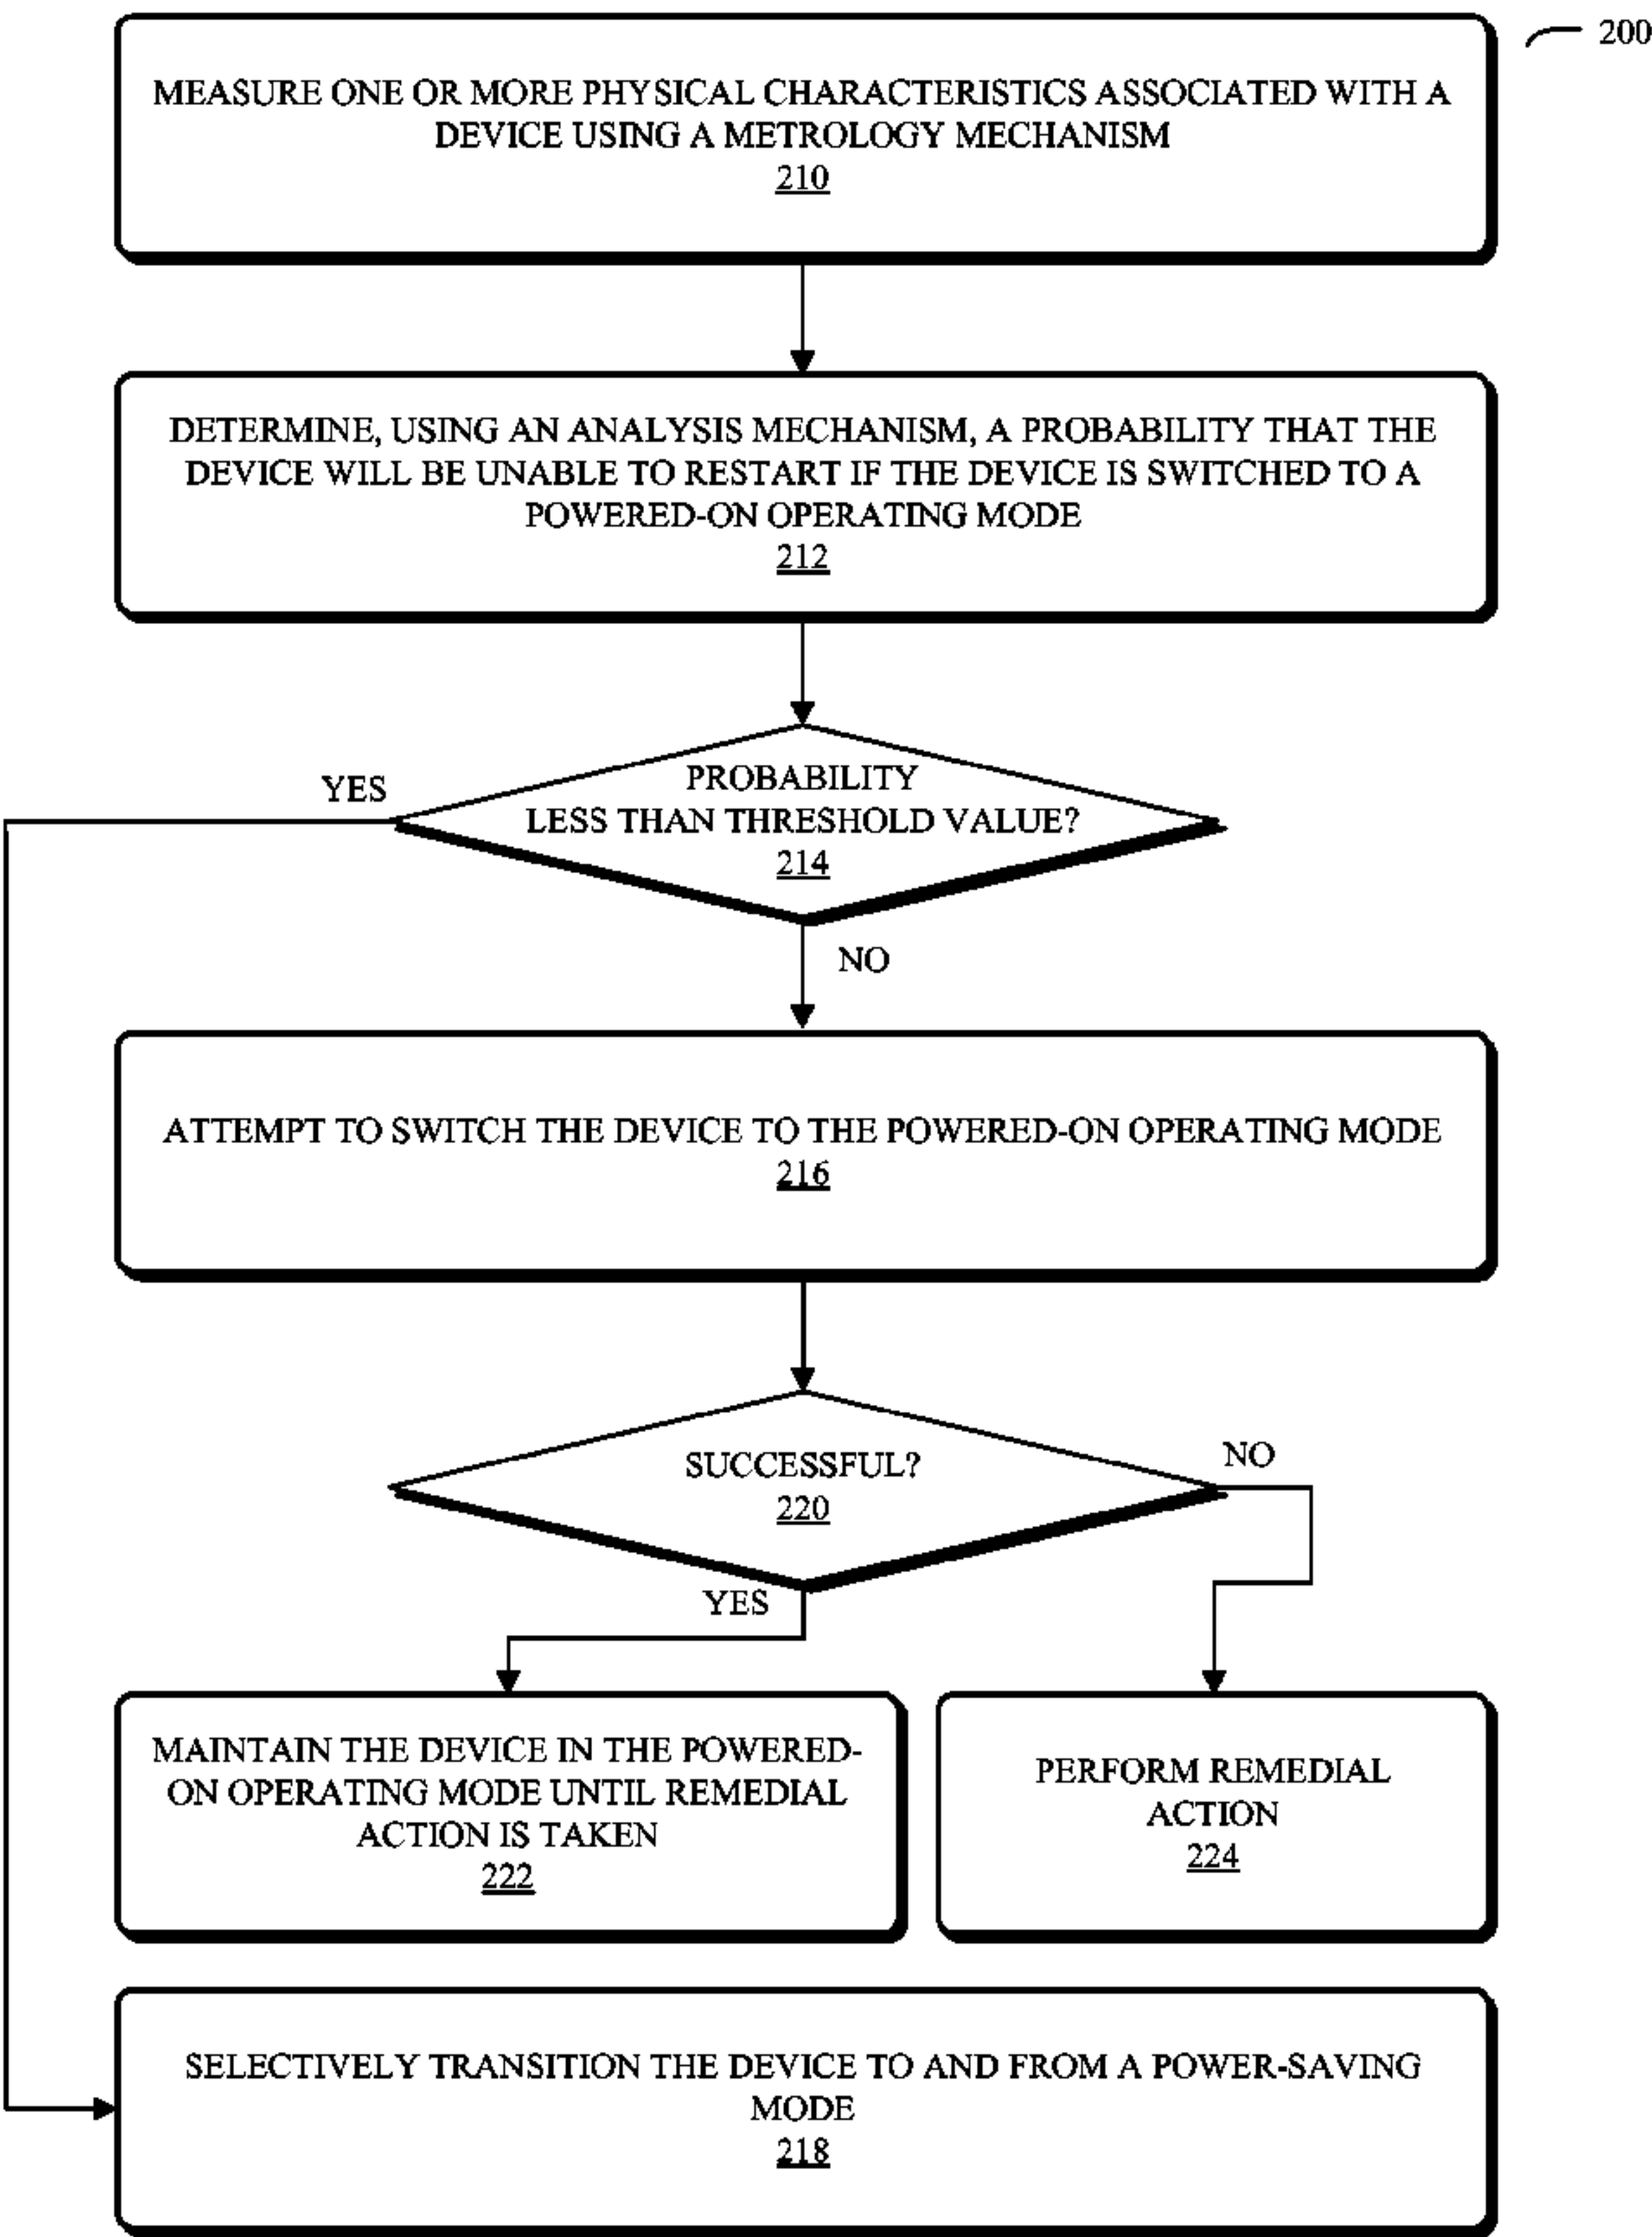 200
MEASURE ONE OR MORE PHYSICAL CHARACTERISTICS ASSOCIATED WITH A
DEVICE USING A METROLOGY MECHANISM
210
DETERMINE, USING AN ANALYSIS MECHANISM, A PROBABILITY THAT THE
DEVICE WILL BE UNABLE TO RESTART IF THE DEVICE IS SWITCHED TO A
POWERED-ON OPERATING MODE
212
YES
PROBABILITY
LESS THAN THRESHOLD VALUE?
214
NO
ATTEMPT TO SWITCH THE DEVICE TO THE POWERED-ON OPERATING MODE
216
SUCCESSFUL?
220
NO
YES
MAINTAIN THE DEVICE IN THE POWERED-
ON OPERATING MODE UNTIL REMEDIAL
ACTION IS TAKEN
222
PERFORM REMEDIAL
ACTION
224
SELECTIVELY TRANSITION THE DEVICE TO AND FROM A POWER-SAVING
MODE
218